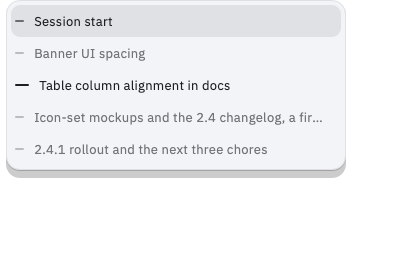 Session start
Banner UI spacing
Table column alignment in docs
Icon-set mockups and the 2.4 changelog, a fir...
2.4.1 rollout and the next three chores